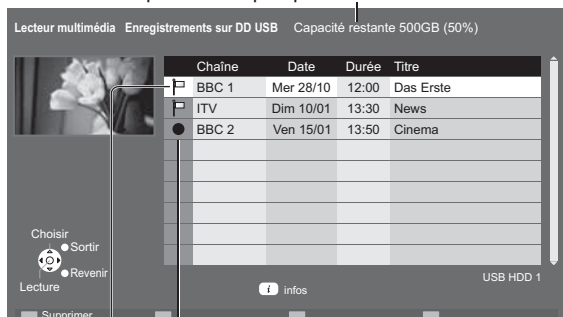 Lecteur multimédia Enregistrements sur DD USB Capacité restante 500GB (50%)
Chaîne Date Durée Titre
BBC 1 Mer 28/10 12:00 Das Erste
ITV Dim 10/01 13:30 News
BBC 2 Ven 15/01 13:50 Cinema
Choisir
Sortir
Revenir
Lecture
USB HDD 1
i infos
Supprimer